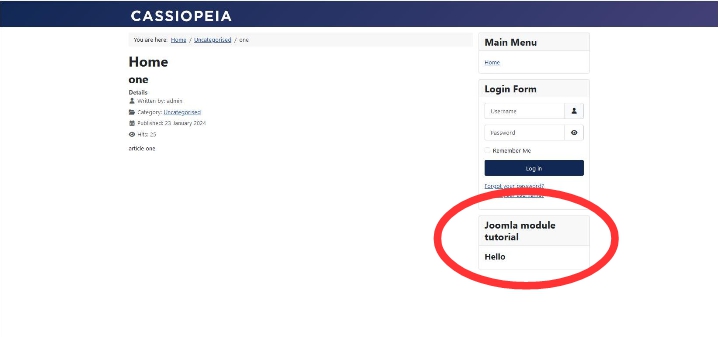 CASSIOPEIA
You are here: Home / Uncategorised / one
Home
one
Details
Written by: admin
Category: Uncategorised
Published: 23 January 2024
Hits: 25
article one
Main Menu
Home
Login Form
Username
Password
Remember Me
Log in
Forgot your password?
Joomla module
tutorial
Hello